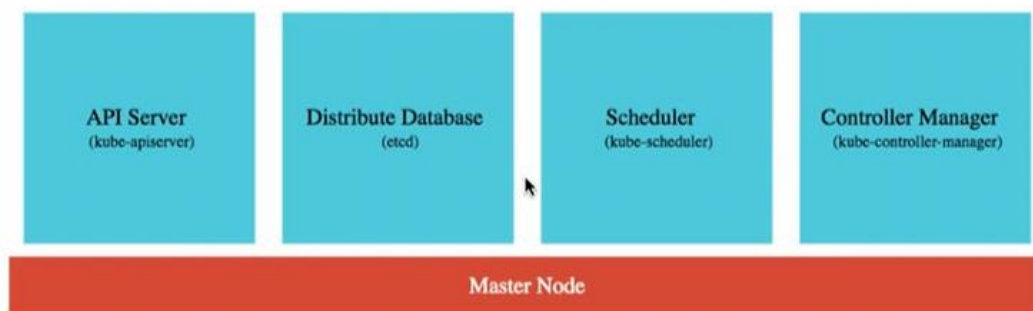 API Server
(kube-apiserver)
Distribute Database
(etcd)
Scheduler
(kube-scheduler)
Controller Manager
(kube-controller-manager)
Master Node